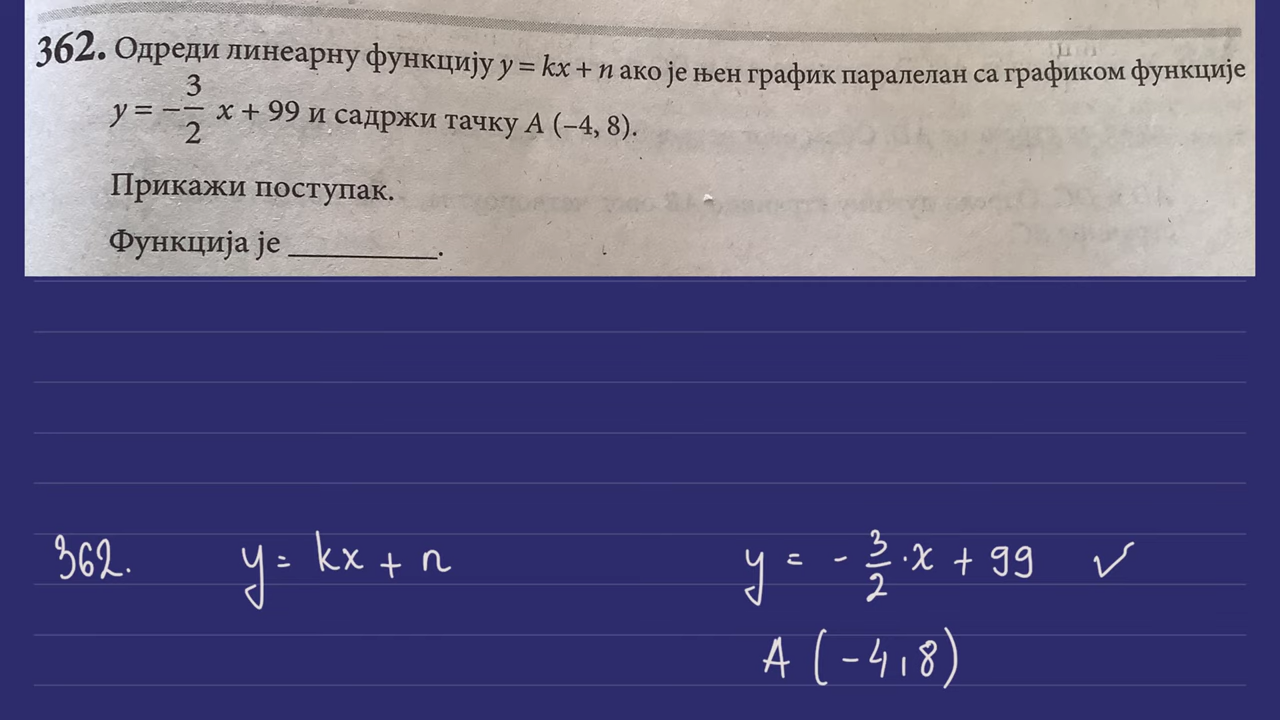 362. Одреди линеарну функцију y = kx + n ако је њен график паралелан са графиком функције
y = −3/2 x + 99 и садржи тачку A (−4, 8).
Прикажи поступак.
Функција је __________.
362. y = kx + n y = - 3/2 · x + 99 ✓
A (-4, 8)